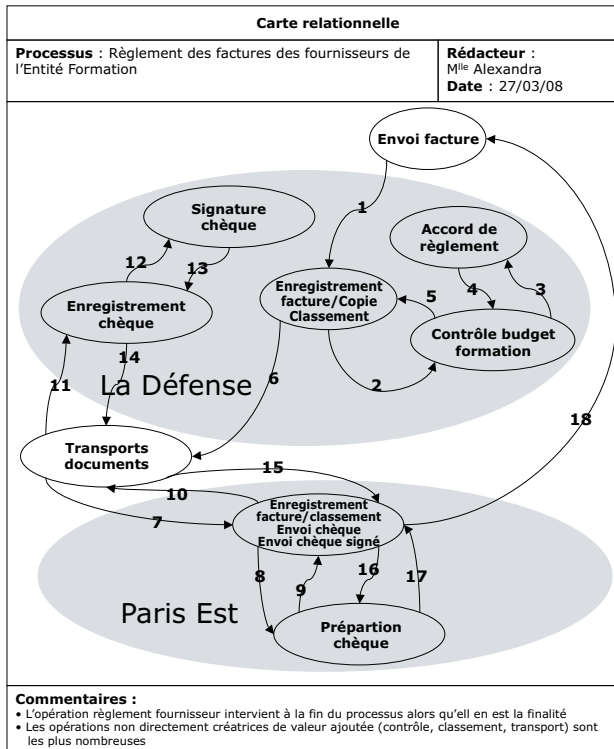 Carte relationnelle
Processus : Règlement des factures des fournisseurs de
l'Entité Formation
Rédacteur :
Mlle Alexandra
Date : 27/03/08
Envoi facture
Signature
chèque
1
Accord de
règlement
12
13
Enregistrement
facture/Copie
Classement
5
4
3
Enregistrement
chèque
Contrôle budget
formation
14
11
La Défense
6
2
18
Transports
documents
15
10
7
Enregistrement
facture/classement
Envoi chèque
Envoi chèque signé
8
9
16
17
Paris Est
Prépartion
chèque
Commentaires :
• L'opération règlement fournisseur intervient à la fin du processus alors qu'ell en est la finalité
• Les opérations non directement créatrices de valeur ajoutée (contrôle, classement, transport) sont
les plus nombreuses